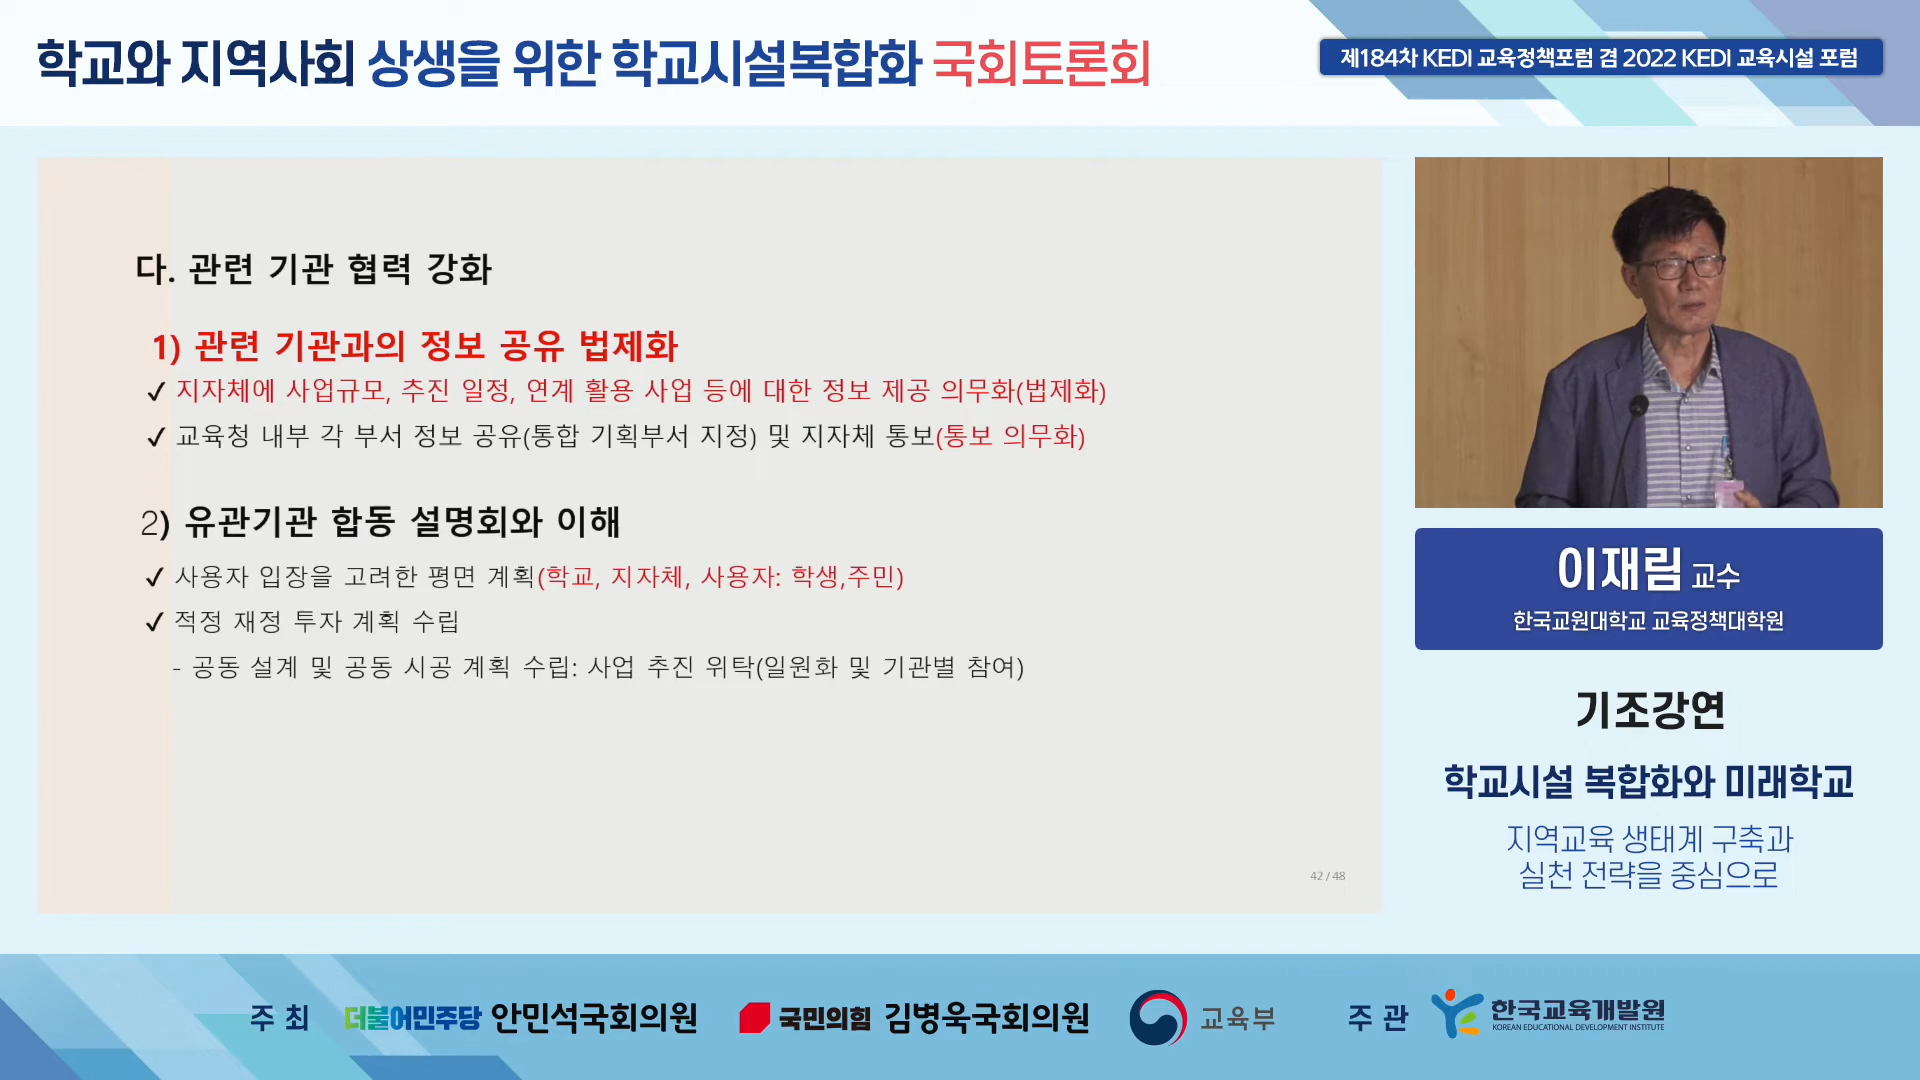 학교와 지역사회 상생을 위한 학교시설복합화 국회토론회
제184차 KEDI 교육정책포럼 겸 2022 KEDI 교육시설 포럼
다. 관련 기관 협력 강화
1) 관련 기관과의 정보 공유 법제화
✓ 지자체에 사업규모, 추진 일정, 연계 활용 사업 등에 대한 정보 제공 의무화(법제화)
✓ 교육청 내부 각 부서 정보 공유(통합 기획부서 지정) 및 지자체 통보(통보 의무화)
2) 유관기관 합동 설명회와 이해
✓ 사용자 입장을 고려한 평면 계획(학교, 지자체, 사용자: 학생,주민)
✓ 적정 재정 투자 계획 수립
- 공동 설계 및 공동 시공 계획 수립: 사업 추진 위탁(일원화 및 기관별 참여)
42 / 48
이재림 교수
한국교원대학교 교육정책대학원
기조강연
학교시설 복합화와 미래학교
지역교육 생태계 구축과
실천 전략을 중심으로
주 최 더불어민주당 안민석국회의원 국민의힘 김병욱국회의원 교육부 주 관 한국교육개발원
KOREAN EDUCATIONAL DEVELOPMENT INSTITUTE